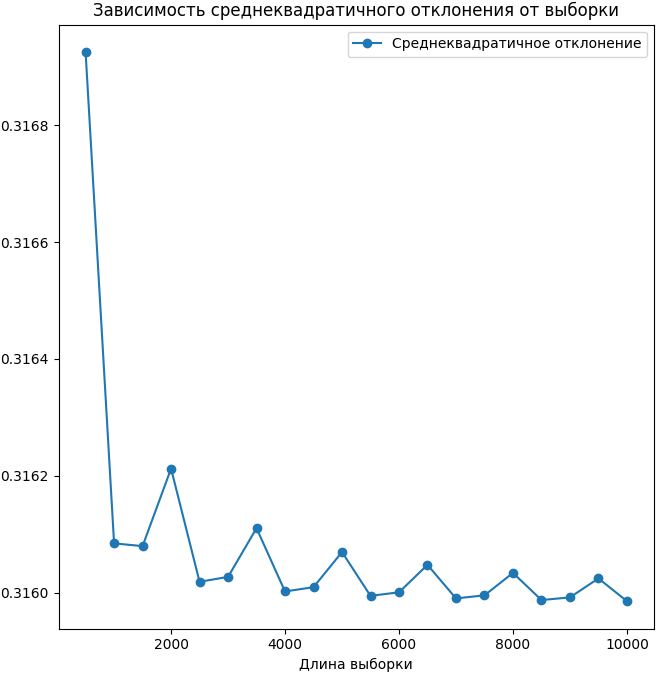 Зависимость среднеквадратичного отклонения от выборки
Среднеквадратичное отклонение
0.3168
0.3166
0.3164
0.3162
0.3160
2000 4000 6000 8000 10000
Длина выборки